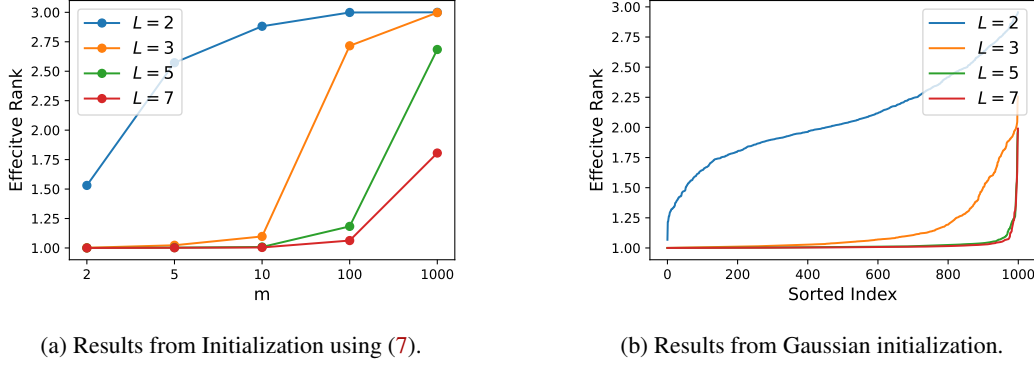 3.00
2.75
2.50
2.25
2.00
1.75
1.50
1.25
1.00
Effecitve Rank
L = 2
L = 3
L = 5
L = 7
2 5 10 100 1000
m
(a) Results from Initialization using (7).
3.00
2.75
2.50
2.25
2.00
1.75
1.50
1.25
1.00
Effecitve Rank
L = 2
L = 3
L = 5
L = 7
0 200 400 600 800 1000
Sorted Index
(b) Results from Gaussian initialization.